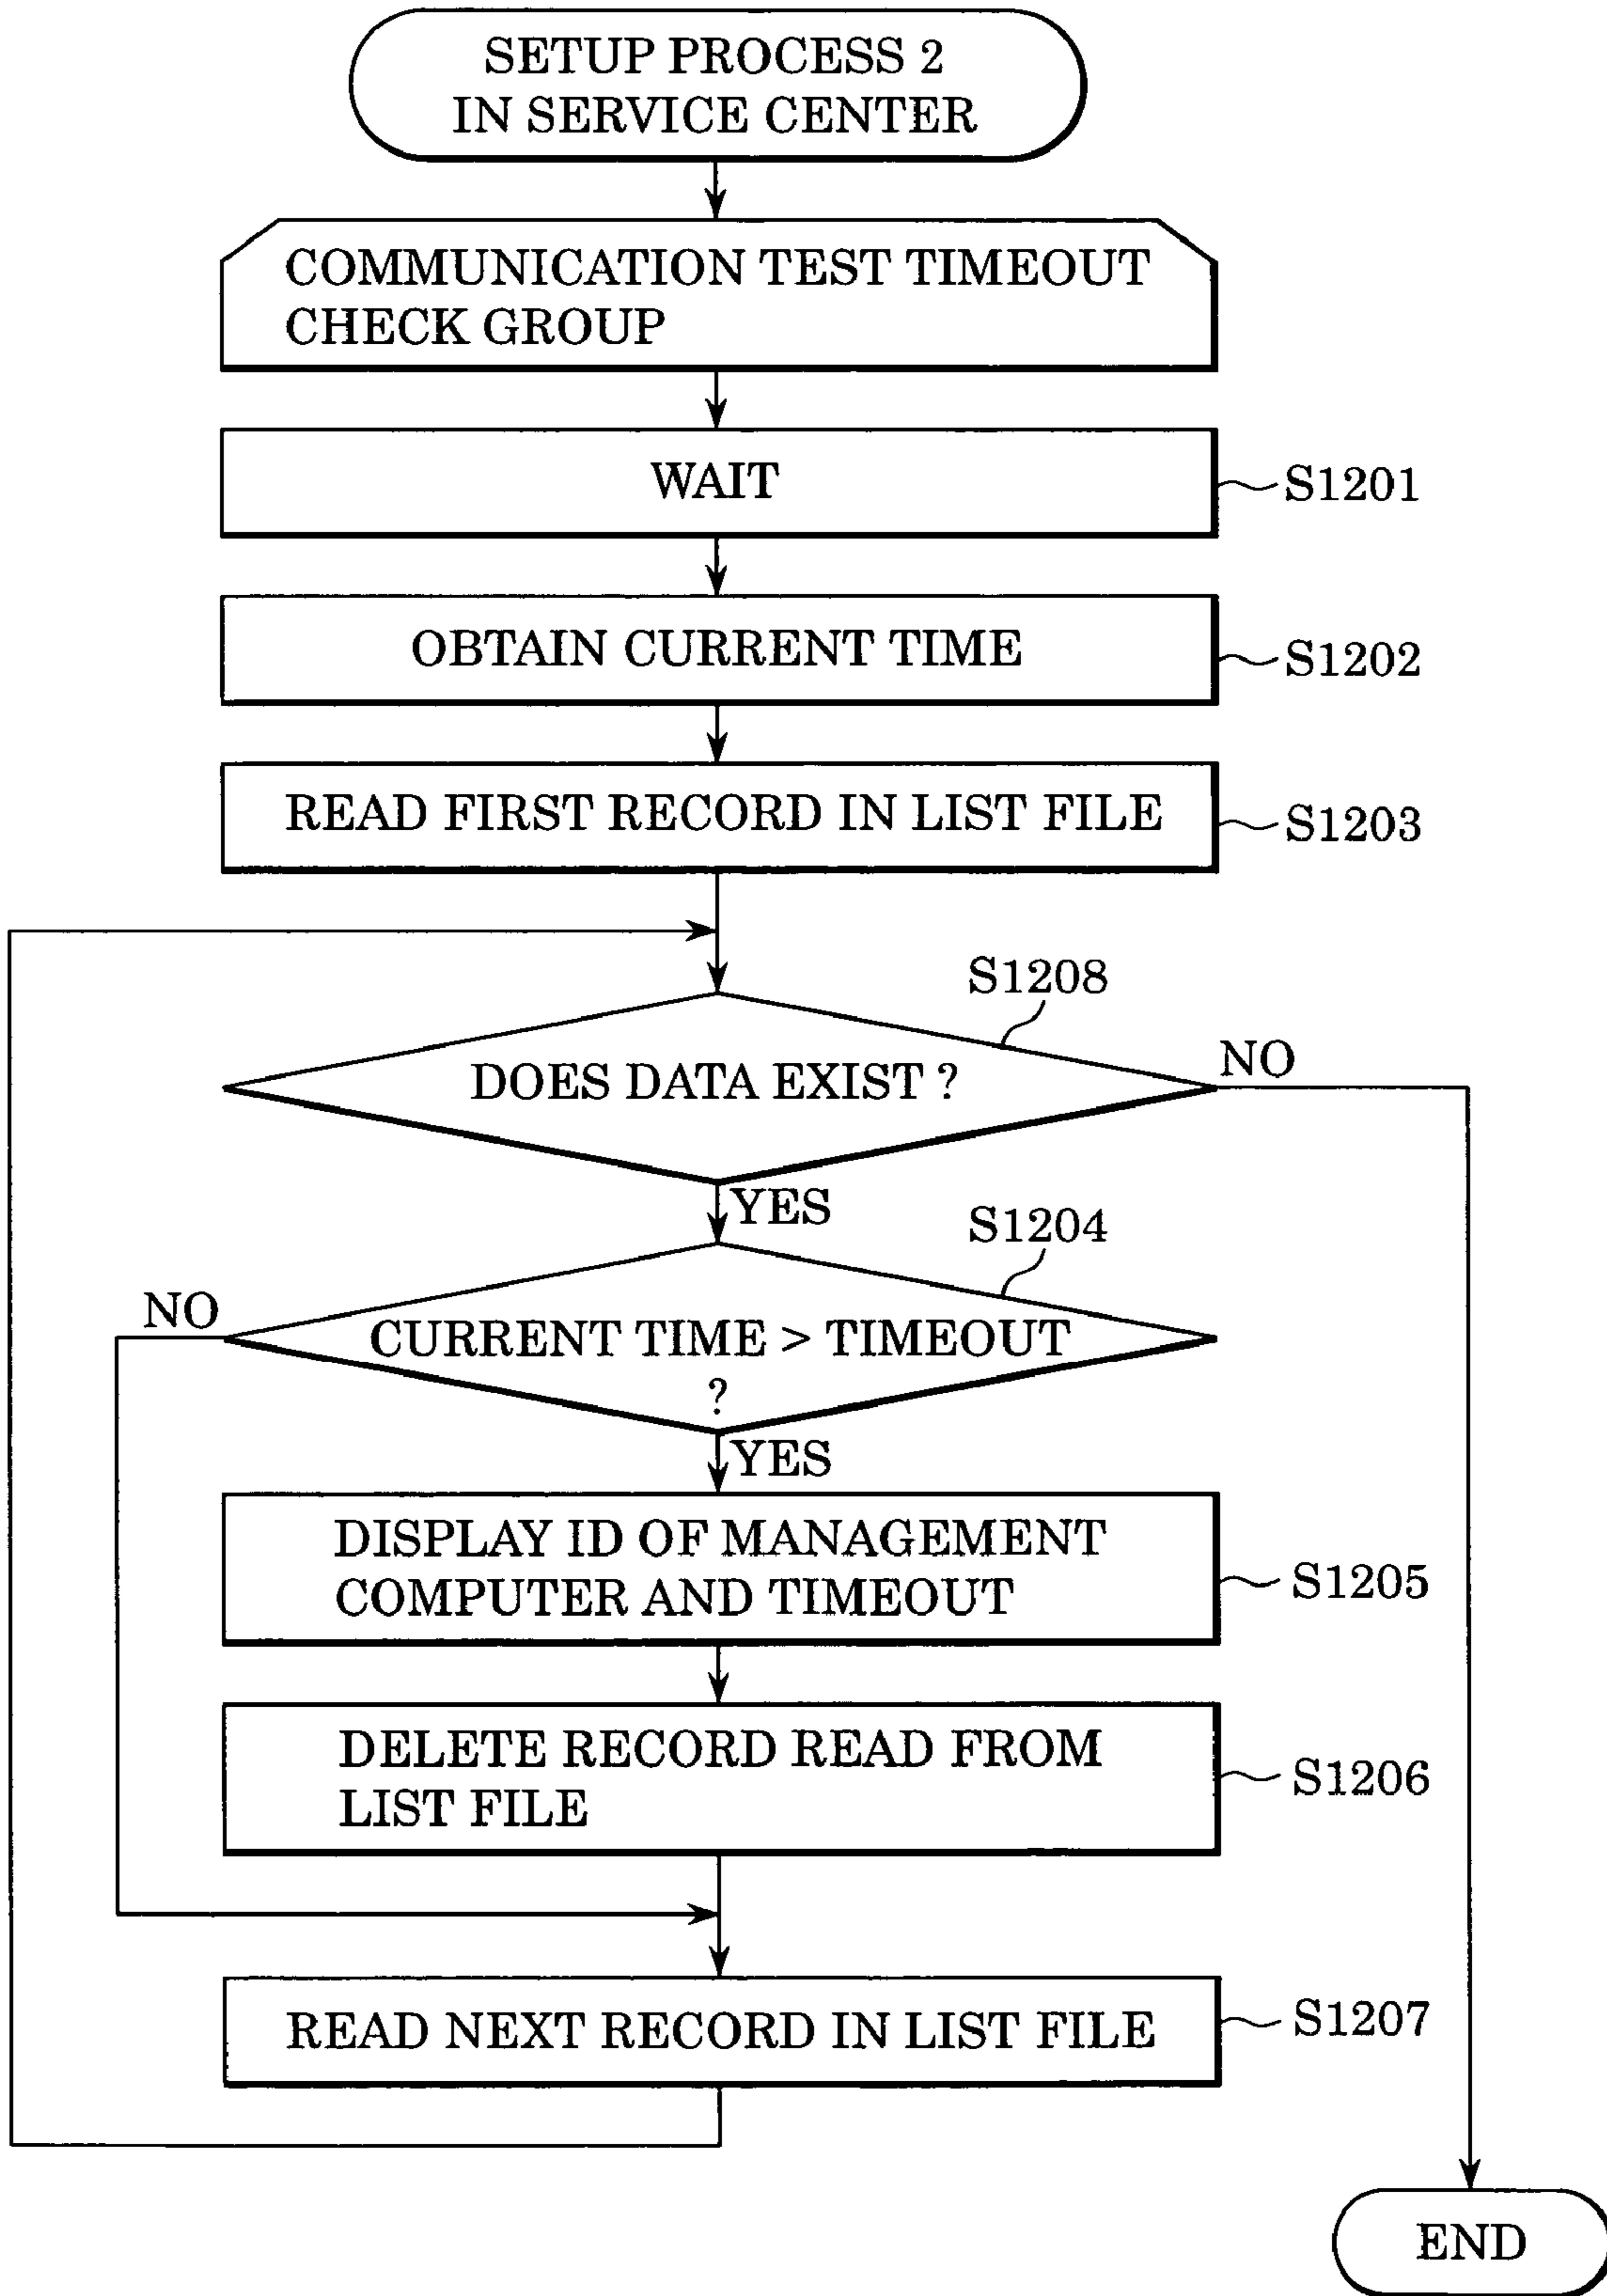 SETUP PROCESS 2
IN SERVICE CENTER
COMMUNICATION TEST TIMEOUT
CHECK GROUP
WAIT
S1201
OBTAIN CURRENT TIME
S1202
READ FIRST RECORD IN LIST FILE
S1203
S1208
DOES DATA EXIST ?
NO
YES
S1204
NO
CURRENT TIME > TIMEOUT
?
YES
DISPLAY ID OF MANAGEMENT
COMPUTER AND TIMEOUT
S1205
DELETE RECORD READ FROM
LIST FILE
S1206
READ NEXT RECORD IN LIST FILE
S1207
END